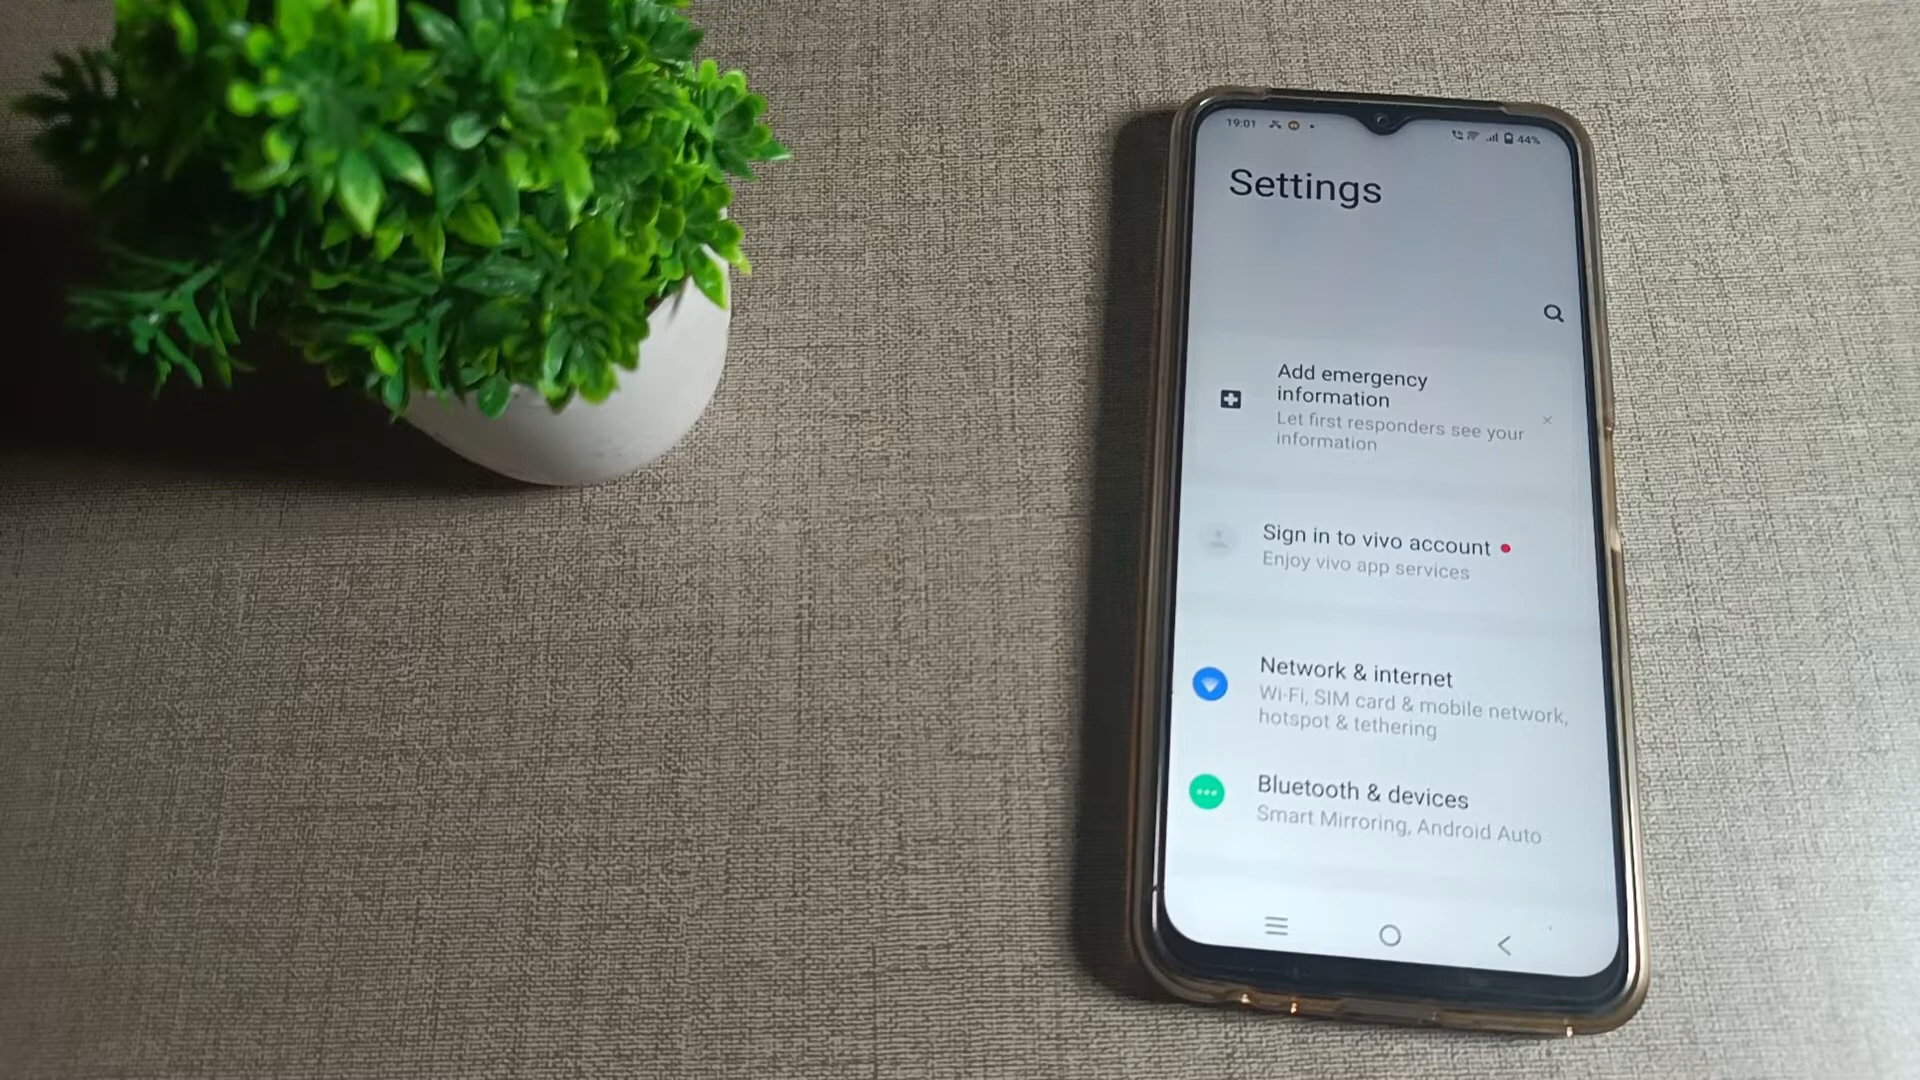 19:01
44%
Settings
Add emergency
information
Let first responders see your
information
Sign in to vivo account
Enjoy vivo app services
Network & internet
Wi-Fi, SIM card & mobile network,
hotspot & tethering
Bluetooth & devices
Smart Mirroring, Android Auto